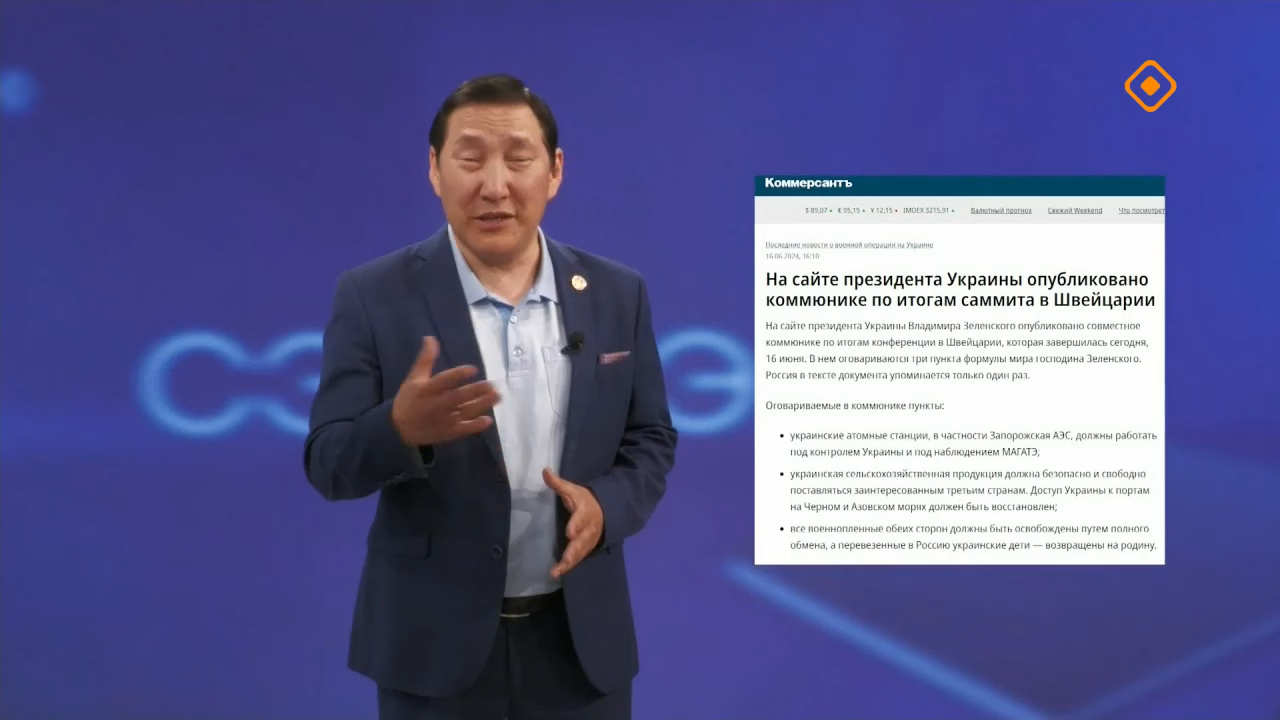 Коммерсантъ
$ 89,07 € 95,15 ¥ 12,15 IMOEX 3215,91 Валютный прогноз Свежий Weekend Что посмотрет
Последние новости о военной операции на Украине
16.06.2024, 16:10
На сайте президента Украины опубликовано
коммюнике по итогам саммита в Швейцарии
На сайте президента Украины Владимира Зеленского опубликовано совместное
коммюнике по итогам конференции в Швейцарии, которая завершилась сегодня,
16 июня. В нем оговариваются три пункта формулы мира господина Зеленского.
Россия в тексте документа упоминается только один раз.
Оговариваемые в коммюнике пункты:
• украинские атомные станции, в частности Запорожская АЭС, должны работать
под контролем Украины и под наблюдением МАГАТЭ;
• украинская сельскохозяйственная продукция должна безопасно и свободно
поставляться заинтересованным третьим странам. Доступ Украины к портам
на Черном и Азовском морях должен быть восстановлен;
• все военнопленные обеих сторон должны быть освобождены путем полного
обмена, а перевезенные в Россию украинские дети — возвращены на родину.